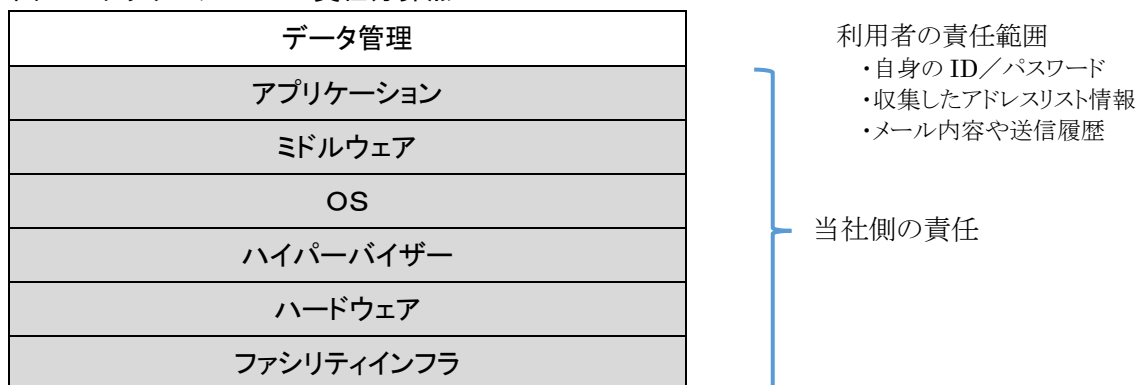 データ管理
アプリケーション
ミドルウェア
OS
ハイパーバイザー
ハードウェア
ファシリティインフラ
利用者の責任範囲
・自身の ID／パスワード
・収集したアドレスリスト情報
・メール内容や送信履歴
当社側の責任